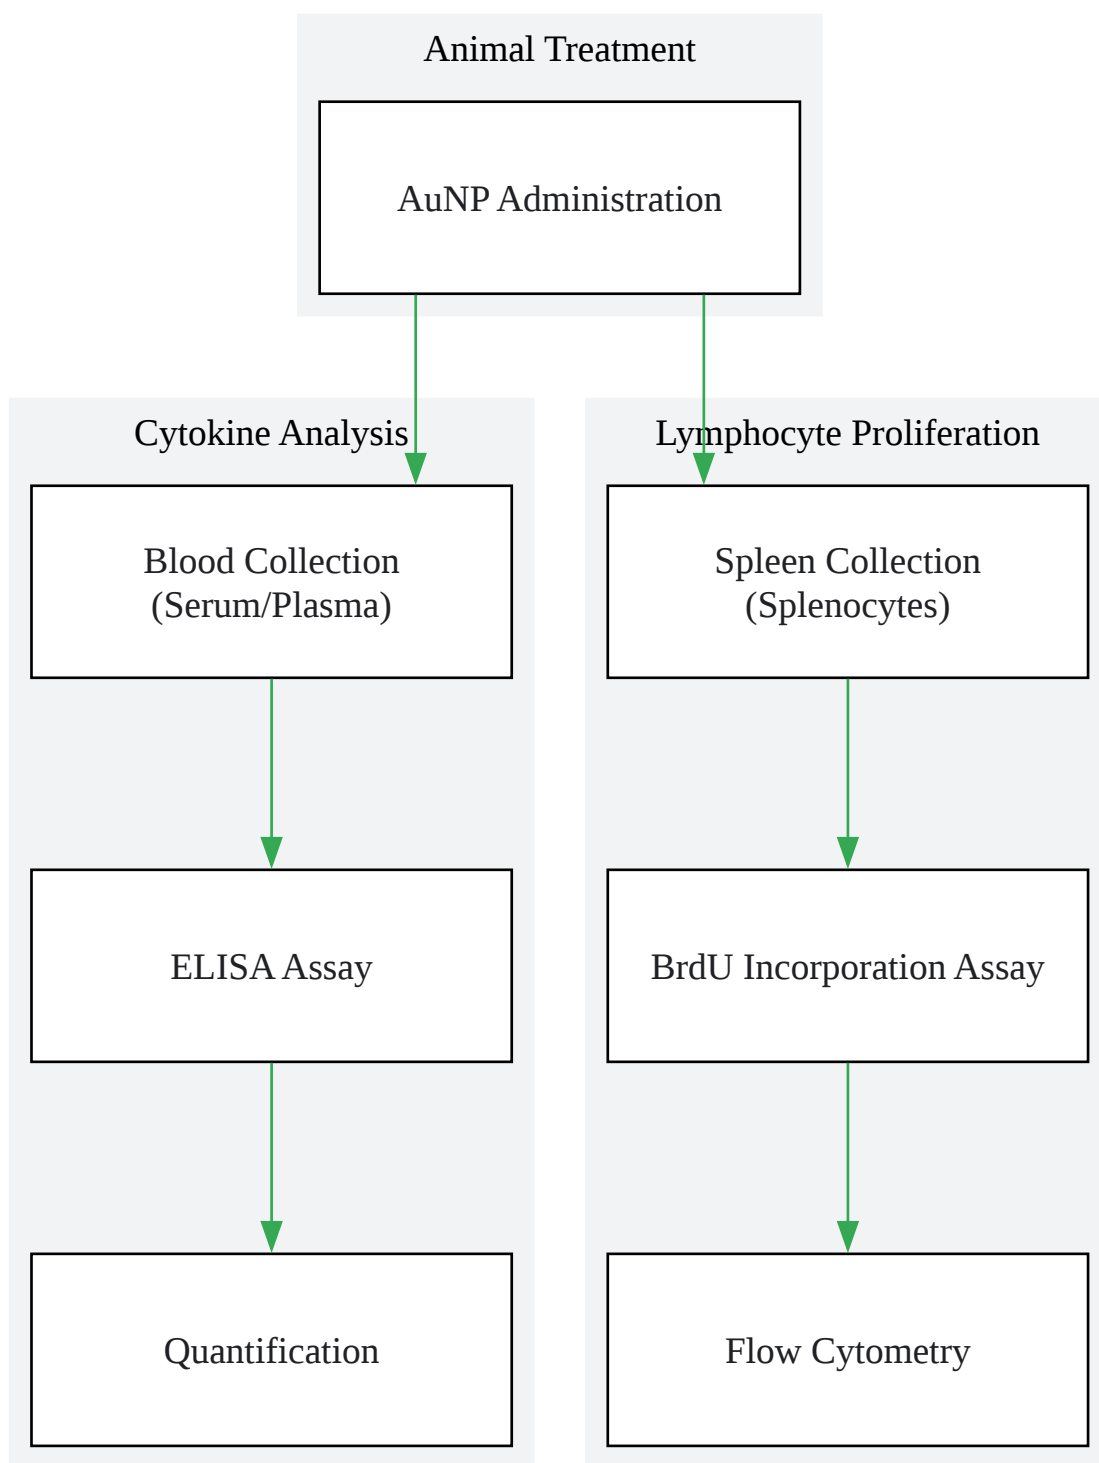 Animal Treatment
AuNP Administration
Cytokine Analysis
Blood Collection
(Serum/Plasma)
ELISA Assay
Quantification
Lymphocyte Proliferation
Spleen Collection
(Splenocytes)
BrdU Incorporation Assay
Flow Cytometry